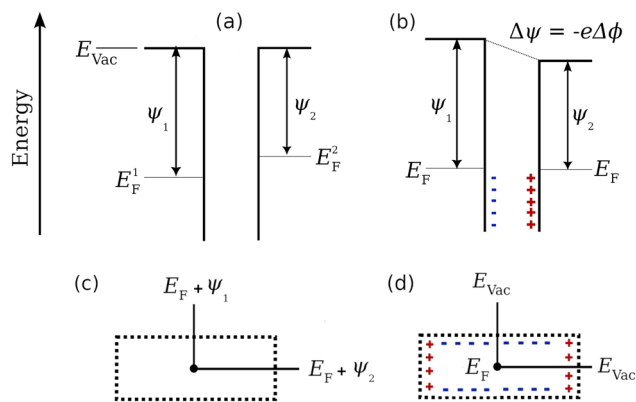 (a)
(b)
Δψ = -eΔϕ
E_Vac
Energy
ψ_1
ψ_2
E_F^1
E_F^2
ψ_1
ψ_2
E_F
E_F
- - - - -
+ + + + +
(c)
E_F + ψ_1
E_F + ψ_2
(d)
E_Vac
+ - - - - - - - +
+ +
E_F
E_Vac
+ +
+ - - - - - - - +